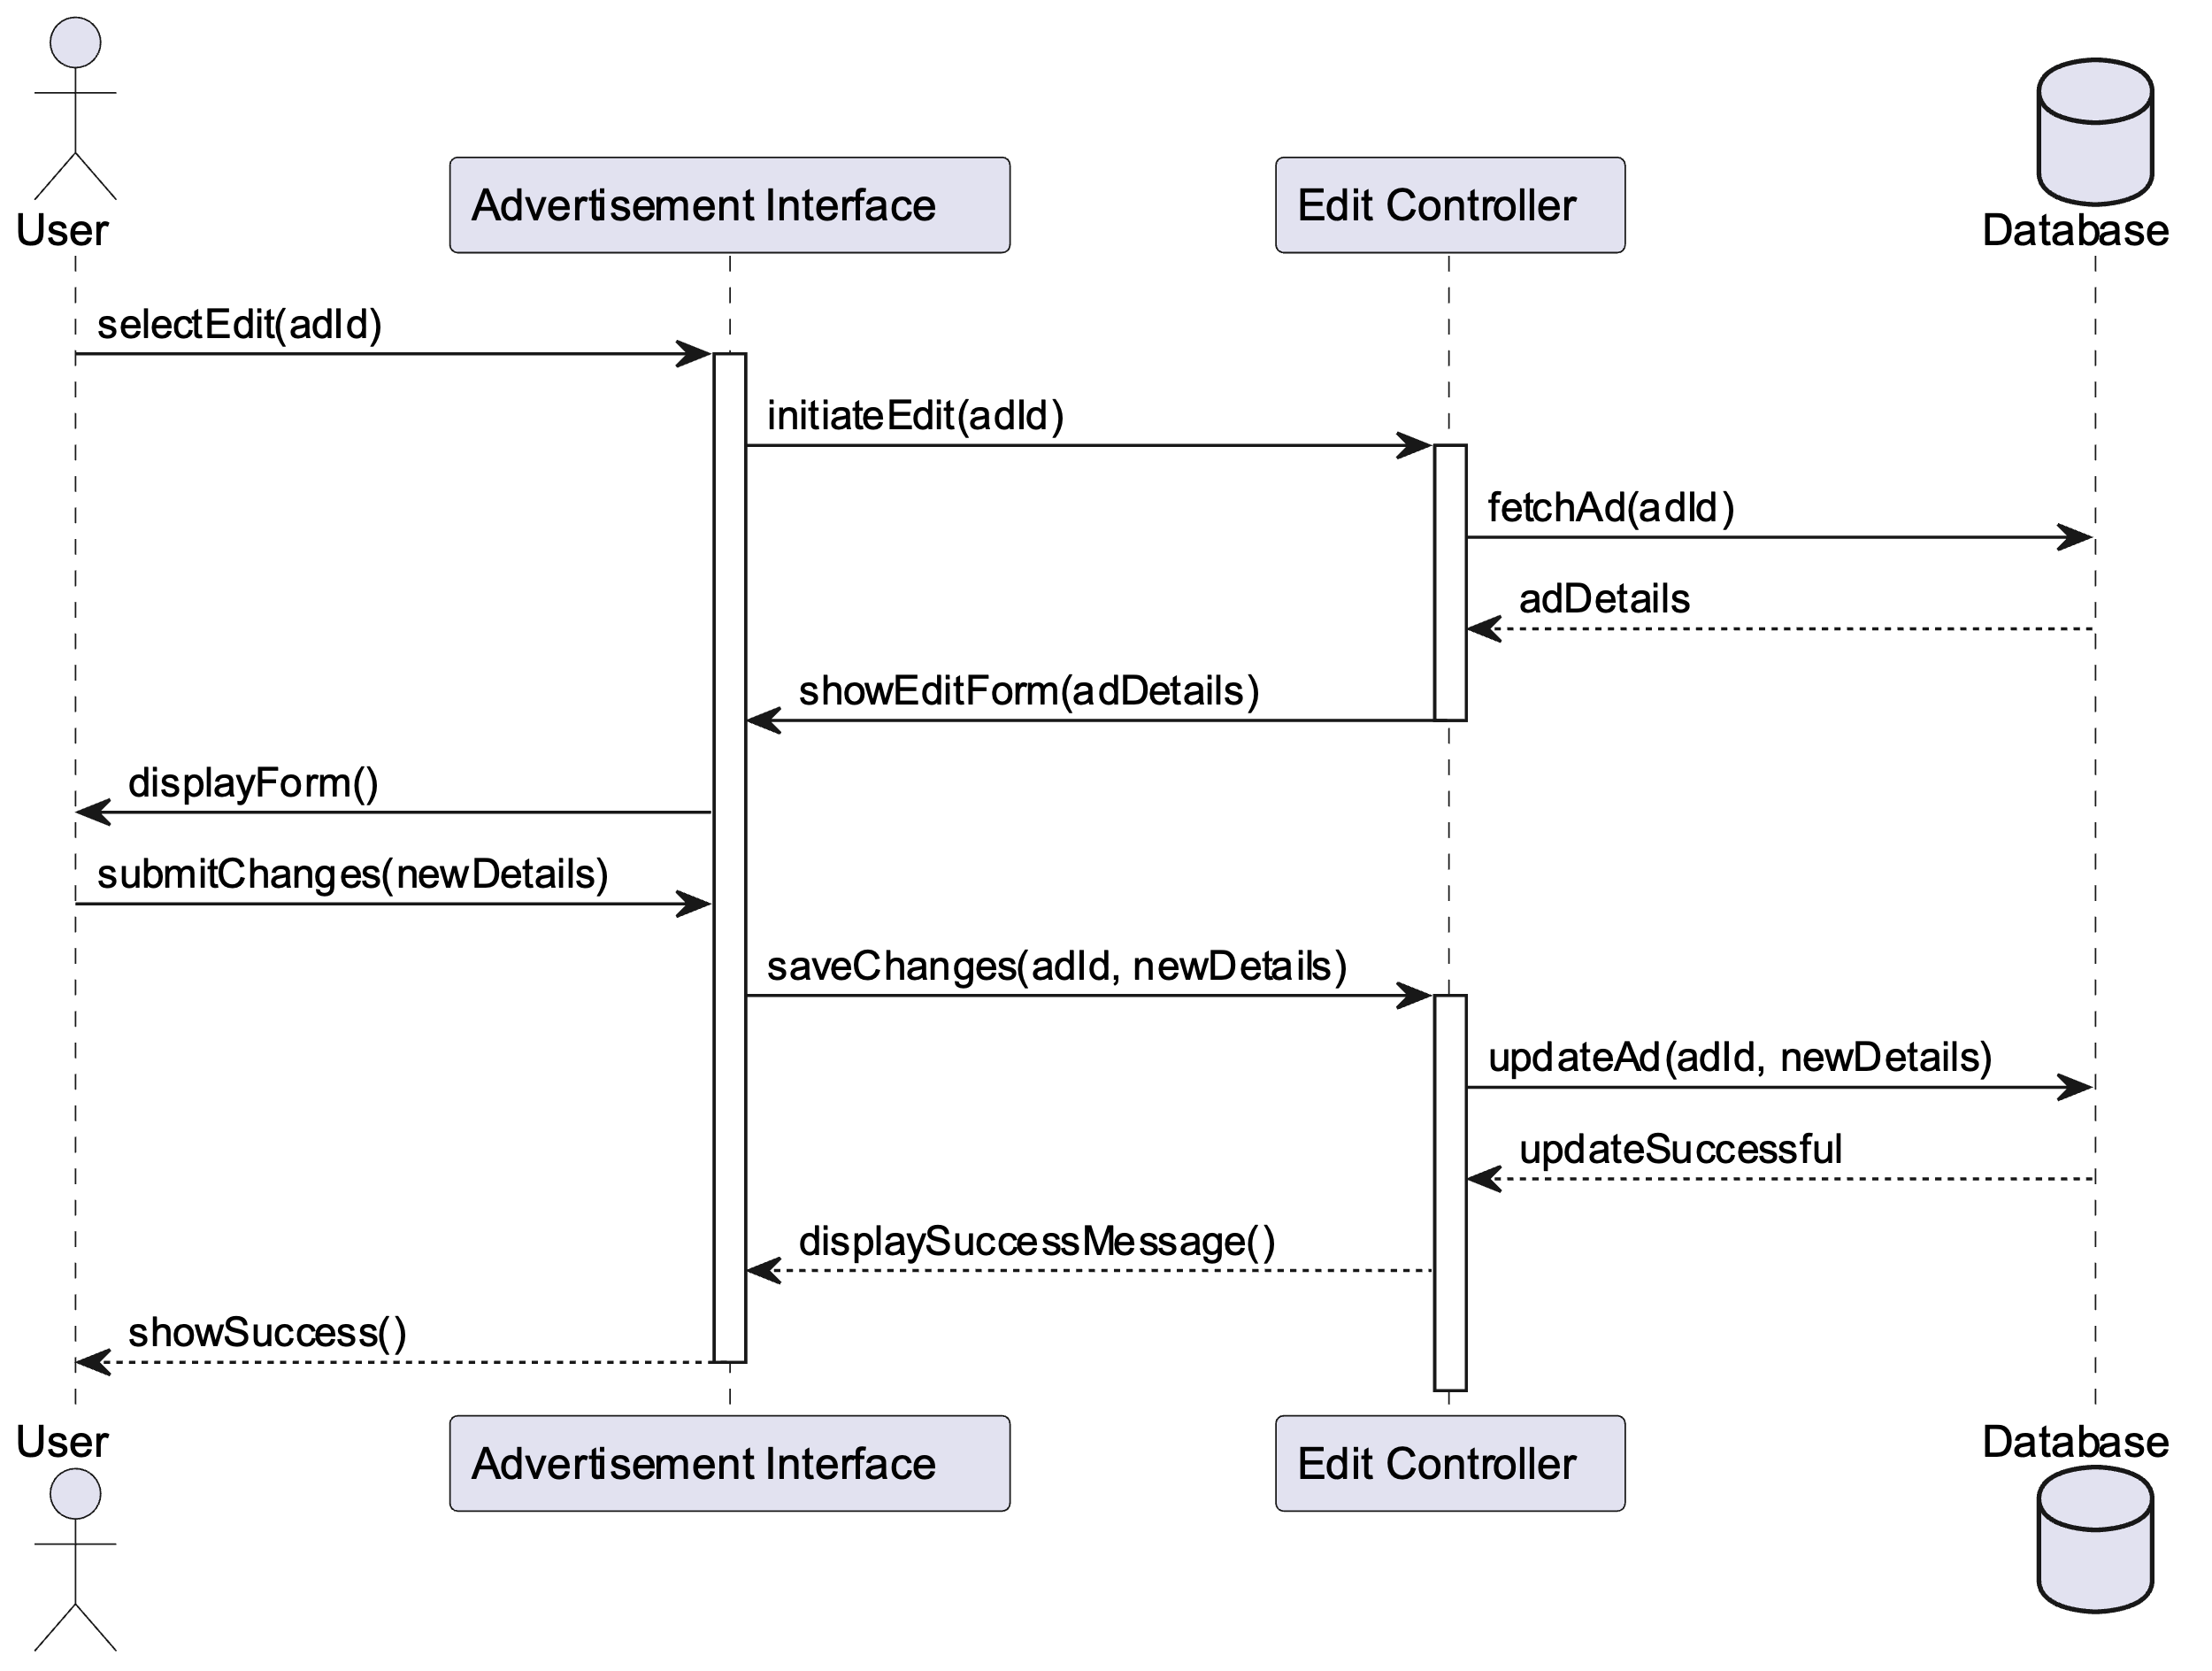 User
Advertisement Interface
Edit Controller
Database
selectEdit(adId)
initiateEdit(adId)
fetchAd(adId)
adDetails
showEditForm(adDetails)
displayForm()
submitChanges(newDetails)
saveChanges(adId, newDetails)
updateAd(adId, newDetails)
updateSuccessful
displaySuccessMessage()
showSuccess()
User
Advertisement Interface
Edit Controller
Database